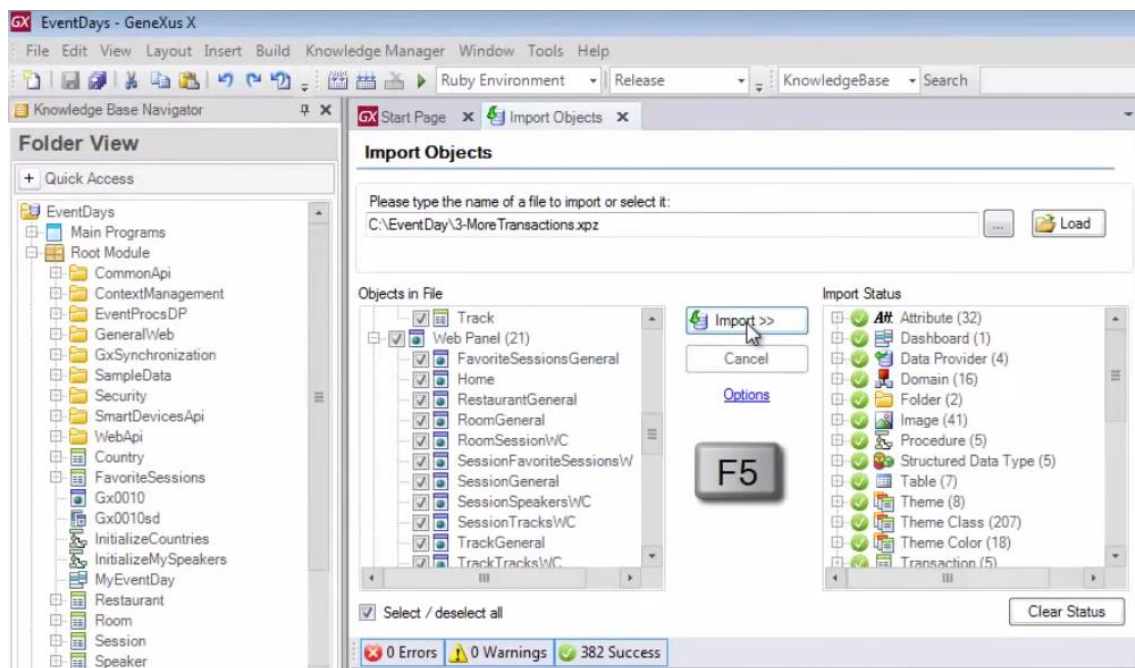 GX EventDays - GeneXus X
File Edit View Layout Insert Build Knowledge Manager Window Tools Help
Ruby Environment Release KnowledgeBase Search
Knowledge Base Navigator
Folder View
+ Quick Access
EventDays
Main Programs
Root Module
CommonApi
ContextManagement
EventProcsDP
GeneralWeb
GxSynchronization
SampleData
Security
SmartDevicesApi
WebApi
Country
FavoriteSessions
Gx0010
Gx0010sd
InitializeCountries
InitializeMySpeakers
MyEventDay
Restaurant
Room
Session
Speaker
GX Start Page Import Objects
Import Objects
Please type the name of a file to import or select it:
C:\EventDay\3-MoreTransactions.xpz ... Load
Objects in File
Track
Web Panel (21)
FavoriteSessionsGeneral
Home
RestaurantGeneral
RoomGeneral
RoomSessionWC
SessionFavoriteSessionsW
SessionGeneral
SessionSpeakersWC
SessionTracksWC
TrackGeneral
TrackTracksWC
Select / deselect all
Import >>
Cancel
Options
F5
Import Status
Att Attribute (32)
Dashboard (1)
Data Provider (4)
Domain (16)
Folder (2)
Image (41)
Procedure (5)
Structured Data Type (5)
Table (7)
Theme (8)
Theme Class (207)
Theme Color (18)
Transaction (5)
Clear Status
0 Errors 0 Warnings 382 Success